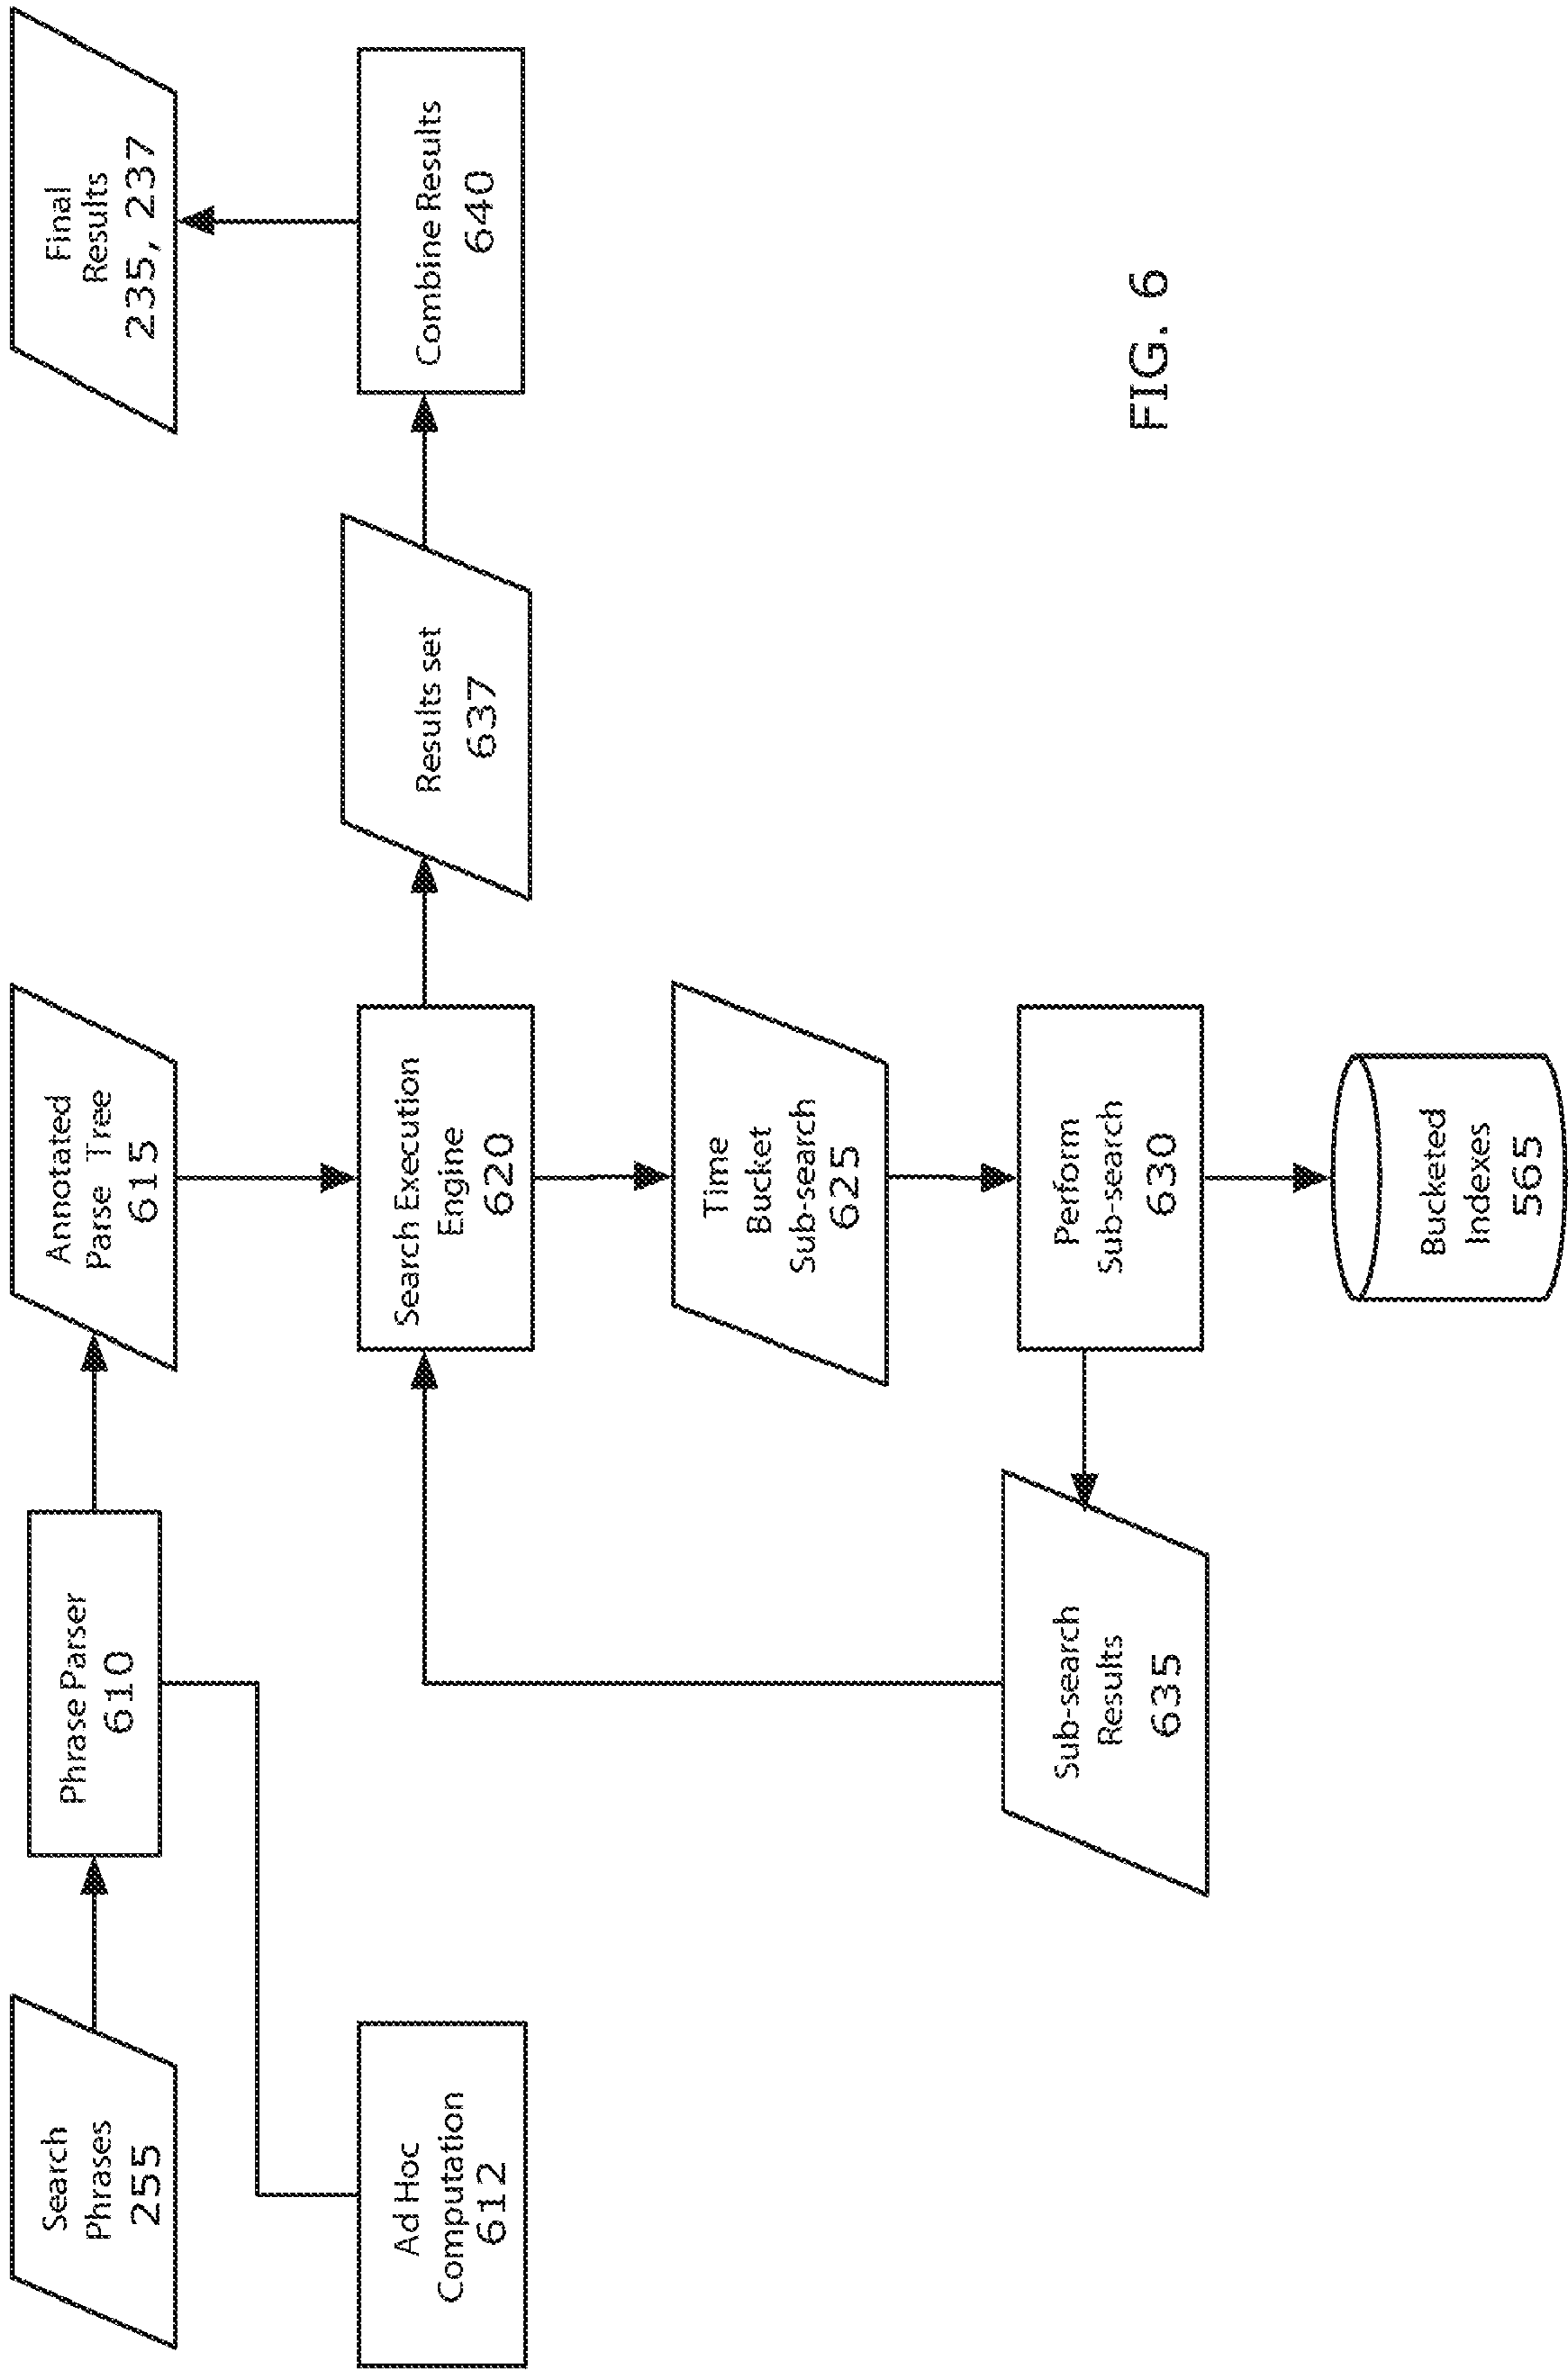 Search
Phrases
255
Phrase Parser
610
Annotated
Parse Tree
615
Final
Results
235, 237
Ad Hoc
Computation
612
Search Execution
Engine
620
Results set
637
Combine Results
640
Time
Bucket
Sub-search
625
Sub-search
Results
635
Perform
Sub-search
630
Bucketed
Indexes
565
FIG. 6